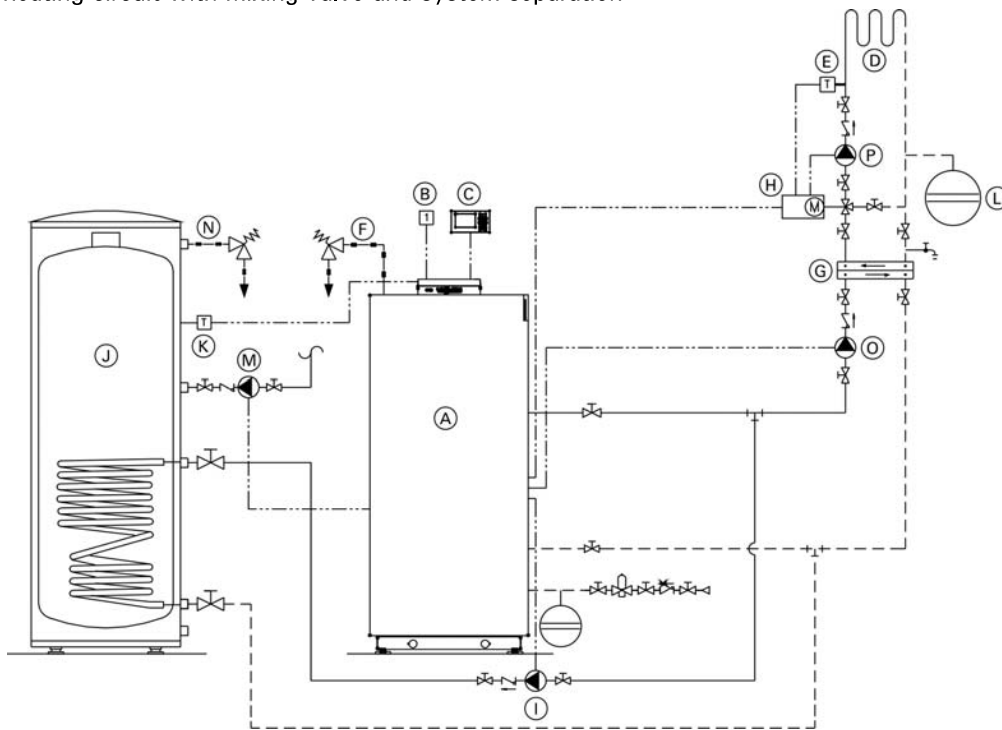 heating circuit with mixing valve and system separation
E
D
T
P
B
C
H
L
N
F
1
M
G
T
K
J
M
O
A
I